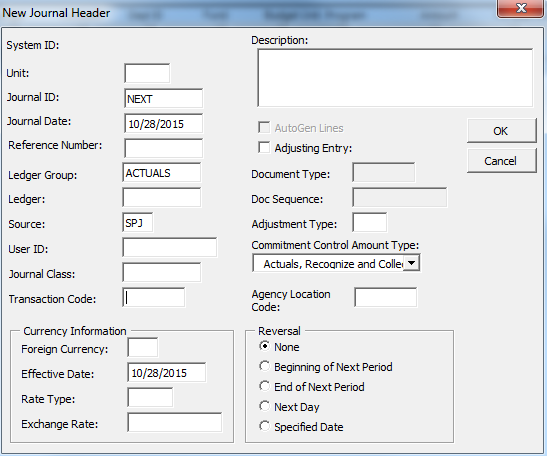 New Journal Header
System ID:
Unit:
Journal ID: NEXT
Journal Date: 10/28/2015
Reference Number:
Ledger Group: ACTUALS
Ledger:
Source: SPJ
User ID:
Journal Class:
Transaction Code:
Description:
AutoGen Lines
Adjusting Entry:
Document Type:
Doc Sequence:
Adjustment Type:
Commitment Control Amount Type:
Actuals, Recognize and Collec
Agency Location
Code:
OK
Cancel
Currency Information
Foreign Currency:
Effective Date: 10/28/2015
Rate Type:
Exchange Rate:
Reversal
None
Beginning of Next Period
End of Next Period
Next Day
Specified Date